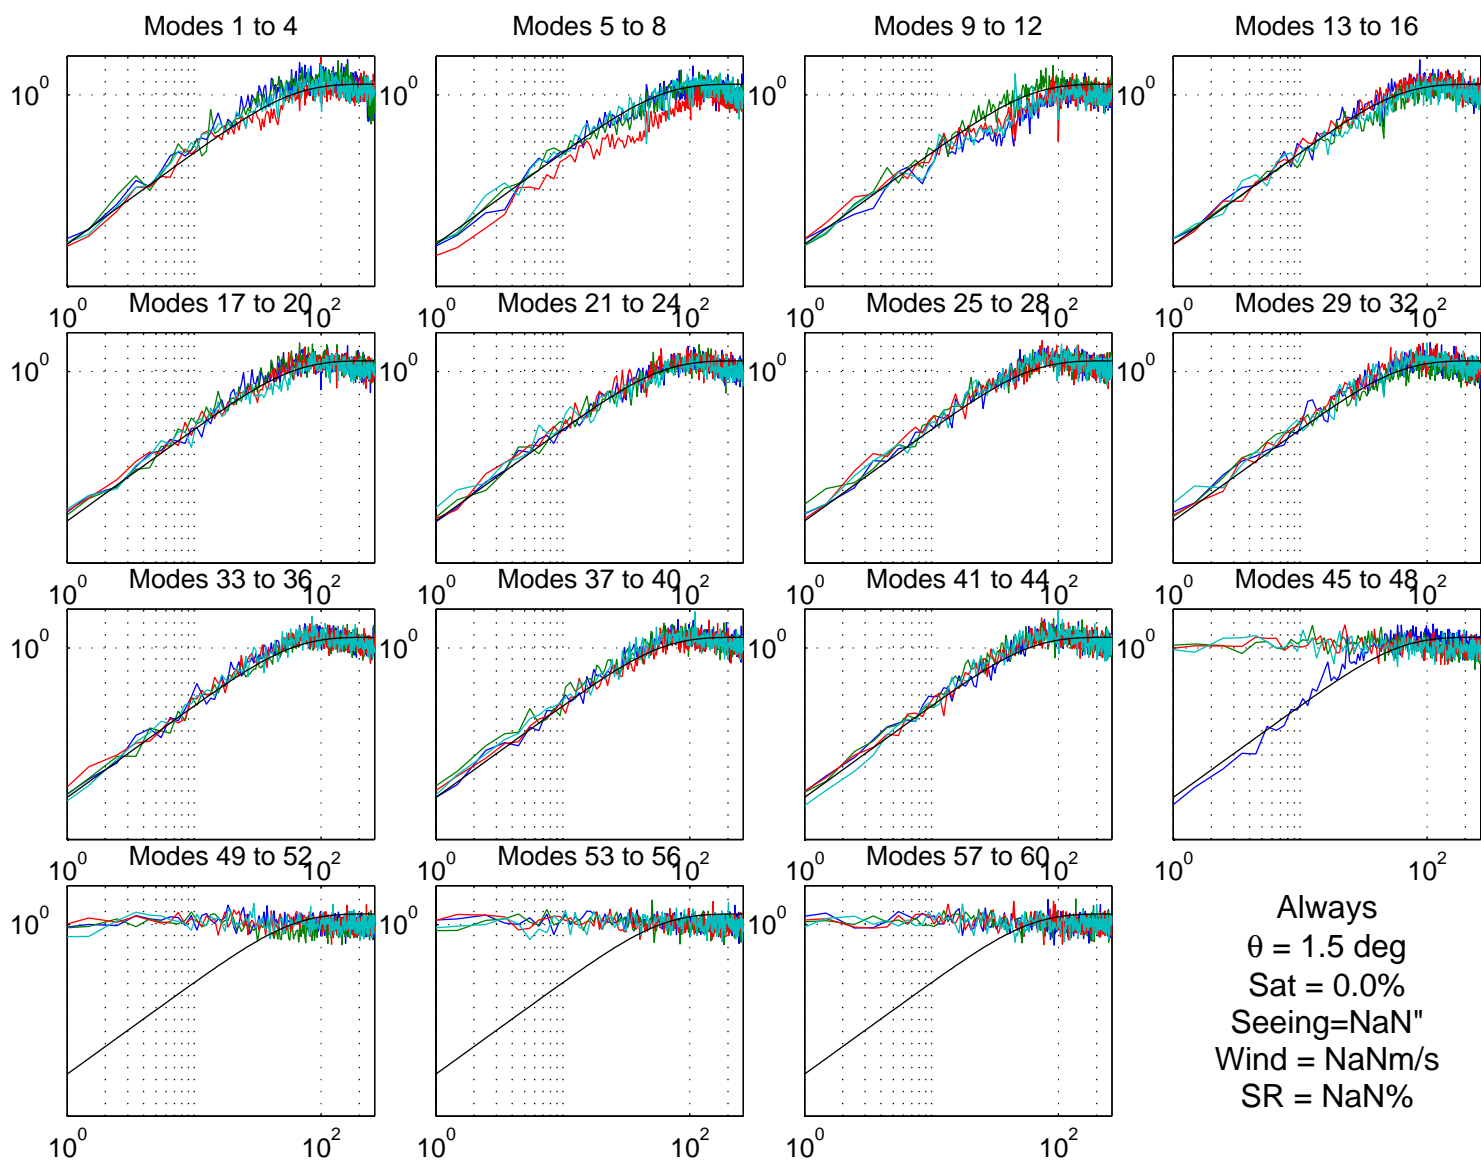 Modes 1 to 4
Modes 5 to 8
Modes 9 to 12
Modes 13 to 16
10^0
10^0
10^0
10^0
10^0
10^2
10^0
10^2
10^0
10^2
10^0
10^2
Modes 17 to 20
Modes 21 to 24
Modes 25 to 28
Modes 29 to 32
10^0
10^0
10^0
10^0
10^0
10^2
10^0
10^2
10^0
10^2
10^0
10^2
Modes 33 to 36
Modes 37 to 40
Modes 41 to 44
Modes 45 to 48
10^0
10^0
10^0
10^0
10^0
10^2
10^0
10^2
10^0
10^2
10^0
10^2
Modes 49 to 52
Modes 53 to 56
Modes 57 to 60
10^0
10^0
10^0
10^0
10^2
10^0
10^2
10^0
10^2
Always
θ = 1.5 deg
Sat = 0.0%
Seeing=NaN"
Wind = NaNm/s
SR = NaN%